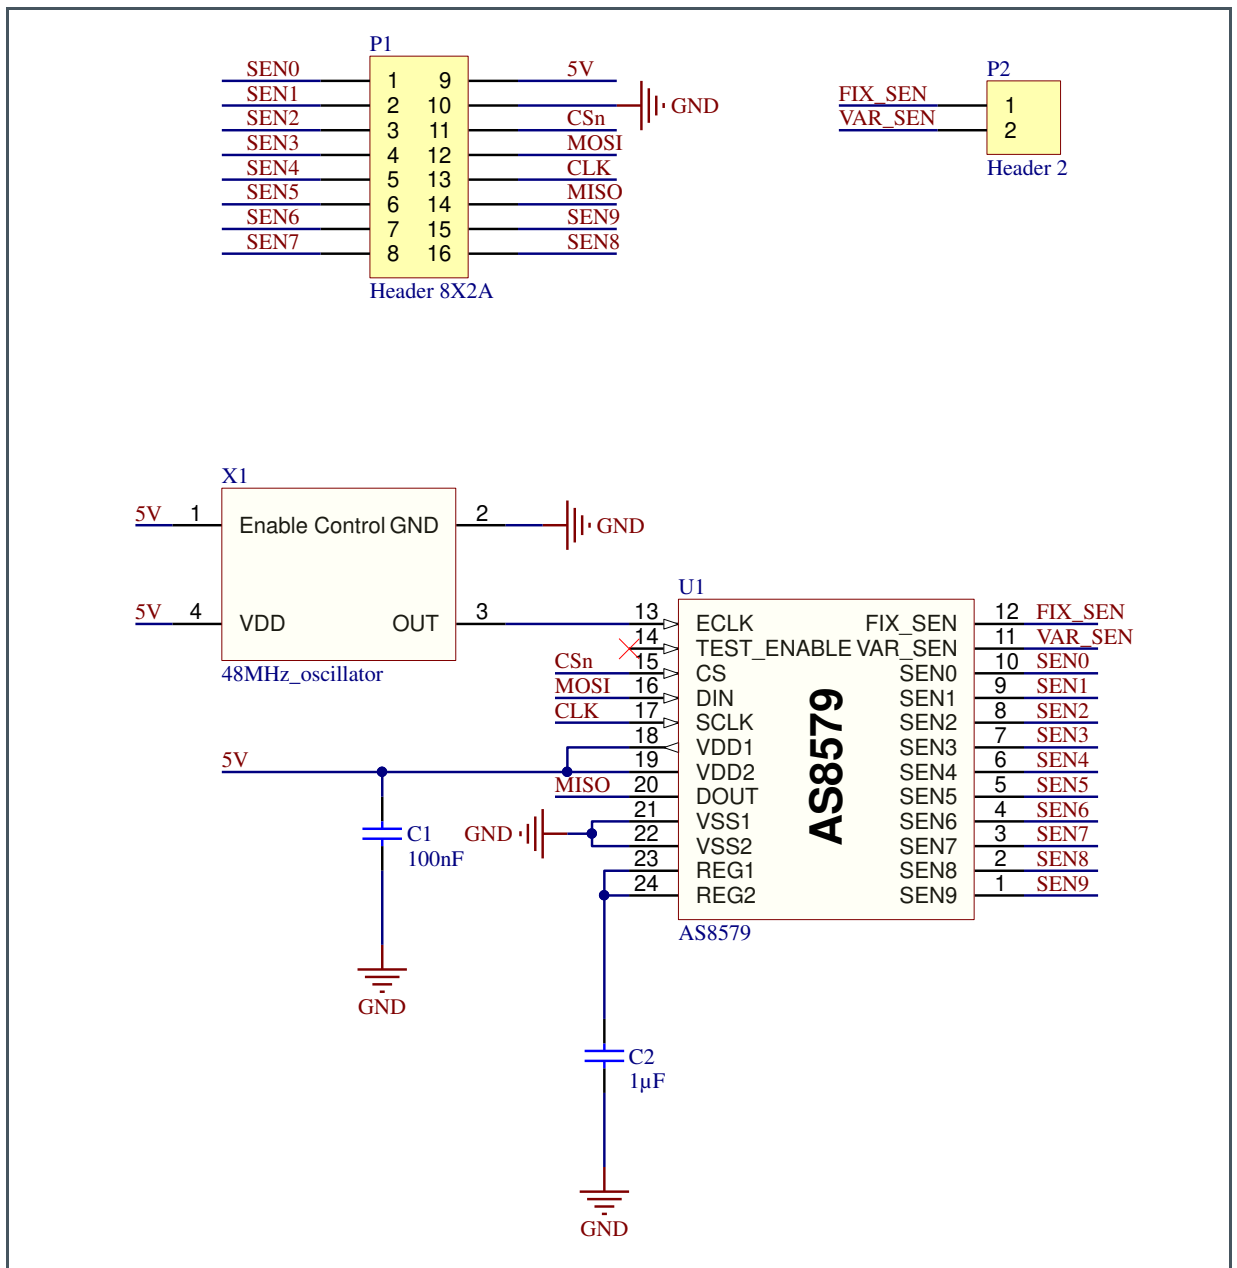 P1
SEN0 1 9 5V
SEN1 2 10 GND
SEN2 3 11 CSn
SEN3 4 12 MOSI
SEN4 5 13 CLK
SEN5 6 14 MISO
SEN6 7 15 SEN9
SEN7 8 16 SEN8
Header 8X2A
P2
FIX_SEN 1
VAR_SEN 2
Header 2
X1
5V 1 Enable Control GND 2 GND
5V 4 VDD OUT 3
48MHz_oscillator
U1
13 ECLK FIX_SEN 12 FIX_SEN
14 TEST_ENABLE VAR_SEN 11 VAR_SEN
CSn 15 CS SEN0 10 SEN0
MOSI 16 DIN SEN1 9 SEN1
CLK 17 SCLK SEN2 8 SEN2
18 VDD1 SEN3 7 SEN3
5V 19 VDD2 SEN4 6 SEN4
MISO 20 DOUT SEN5 5 SEN5
21 VSS1 SEN6 4 SEN6
GND 22 VSS2 SEN7 3 SEN7
23 REG1 SEN8 2 SEN8
24 REG2 SEN9 1 SEN9
AS8579
AS8579
C1
100nF
GND
C2
1µF
GND